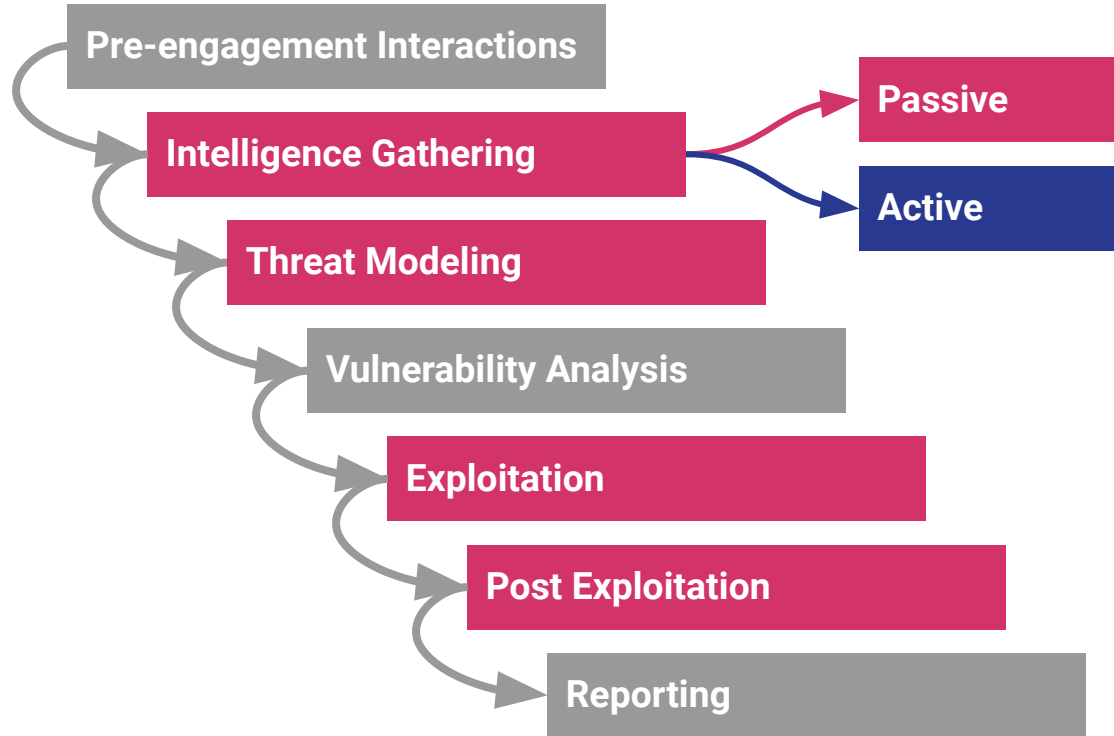 Pre-engagement Interactions
Intelligence Gathering
Passive
Active
Threat Modeling
Vulnerability Analysis
Exploitation
Post Exploitation
Reporting